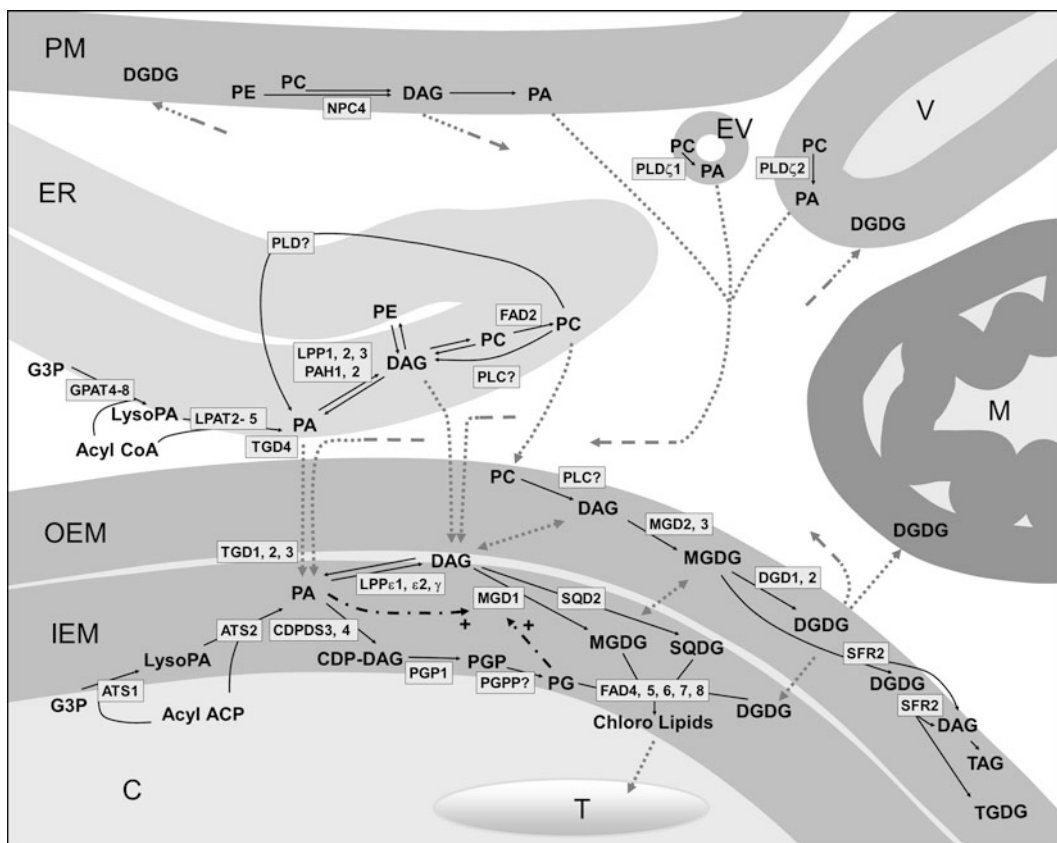 PM
DGDG
PE
PC
NPC4
DAG
PA
EV
PC
PLDζ1
PA
V
PC
PLDζ2
PA
DGDG
ER
PLD?
PE
FAD2
PC
PC
LPP1, 2, 3
PAH1, 2
DAG
PLC?
G3P
GPAT4-8
LysoPA
LPAT2- 5
PA
Acyl CoA
TGD4
M
DGDG
PC
PLC?
DAG
OEM
MGD2, 3
TGD1, 2, 3
DAG
MGDG
LPPε1, ε2, γ
DGD1, 2
PA
MGD1
SQD2
+
+
DGDG
IEM
ATS2
CDPDS3, 4
MGDG
SQDG
SFR2
LysoPA
CDP-DAG
PGP
PGP1
PGPP?
PG
FAD4, 5, 6, 7, 8
DGDG
DGDG
ATS1
G3P
Acyl ACP
Chloro Lipids
SFR2
DAG
TAG
C
T
TGDG